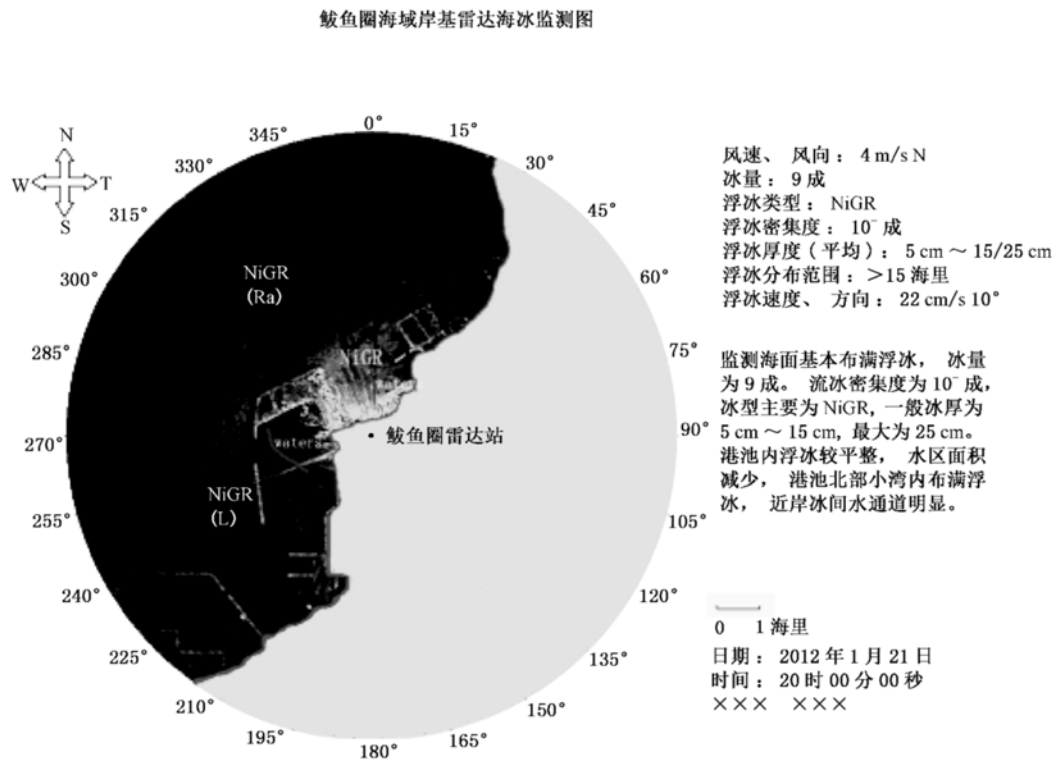 鲅鱼圈海域岸基雷达海冰监测图
N
W T
S
0°
15°
30°
45°
60°
75°
90°
105°
120°
135°
150°
165°
180°
195°
210°
225°
240°
255°
270°
285°
300°
315°
330°
345°
NiGR
(Ra)
NiGR
water
waters
• 鲅鱼圈雷达站
NiGR
(L)
风速、 风向： 4 m/s N
冰量： 9 成
浮冰类型： NiGR
浮冰密集度： 10⁻ 成
浮冰厚度(平均)： 5 cm ～ 15/25 cm
浮冰分布范围：＞15 海里
浮冰速度、 方向： 22 cm/s 10°
监测海面基本布满浮冰， 冰量
为 9 成。 流冰密集度为 10⁻ 成，
冰型主要为 NiGR, 一般冰厚为
5 cm ～ 15 cm, 最大为 25 cm。
港池内浮冰较平整， 水区面积
减少， 港池北部小湾内布满浮
冰， 近岸冰间水通道明显。
0 1 海里
日期： 2012 年 1 月 21 日
时间： 20 时 00 分 00 秒
××× ×××